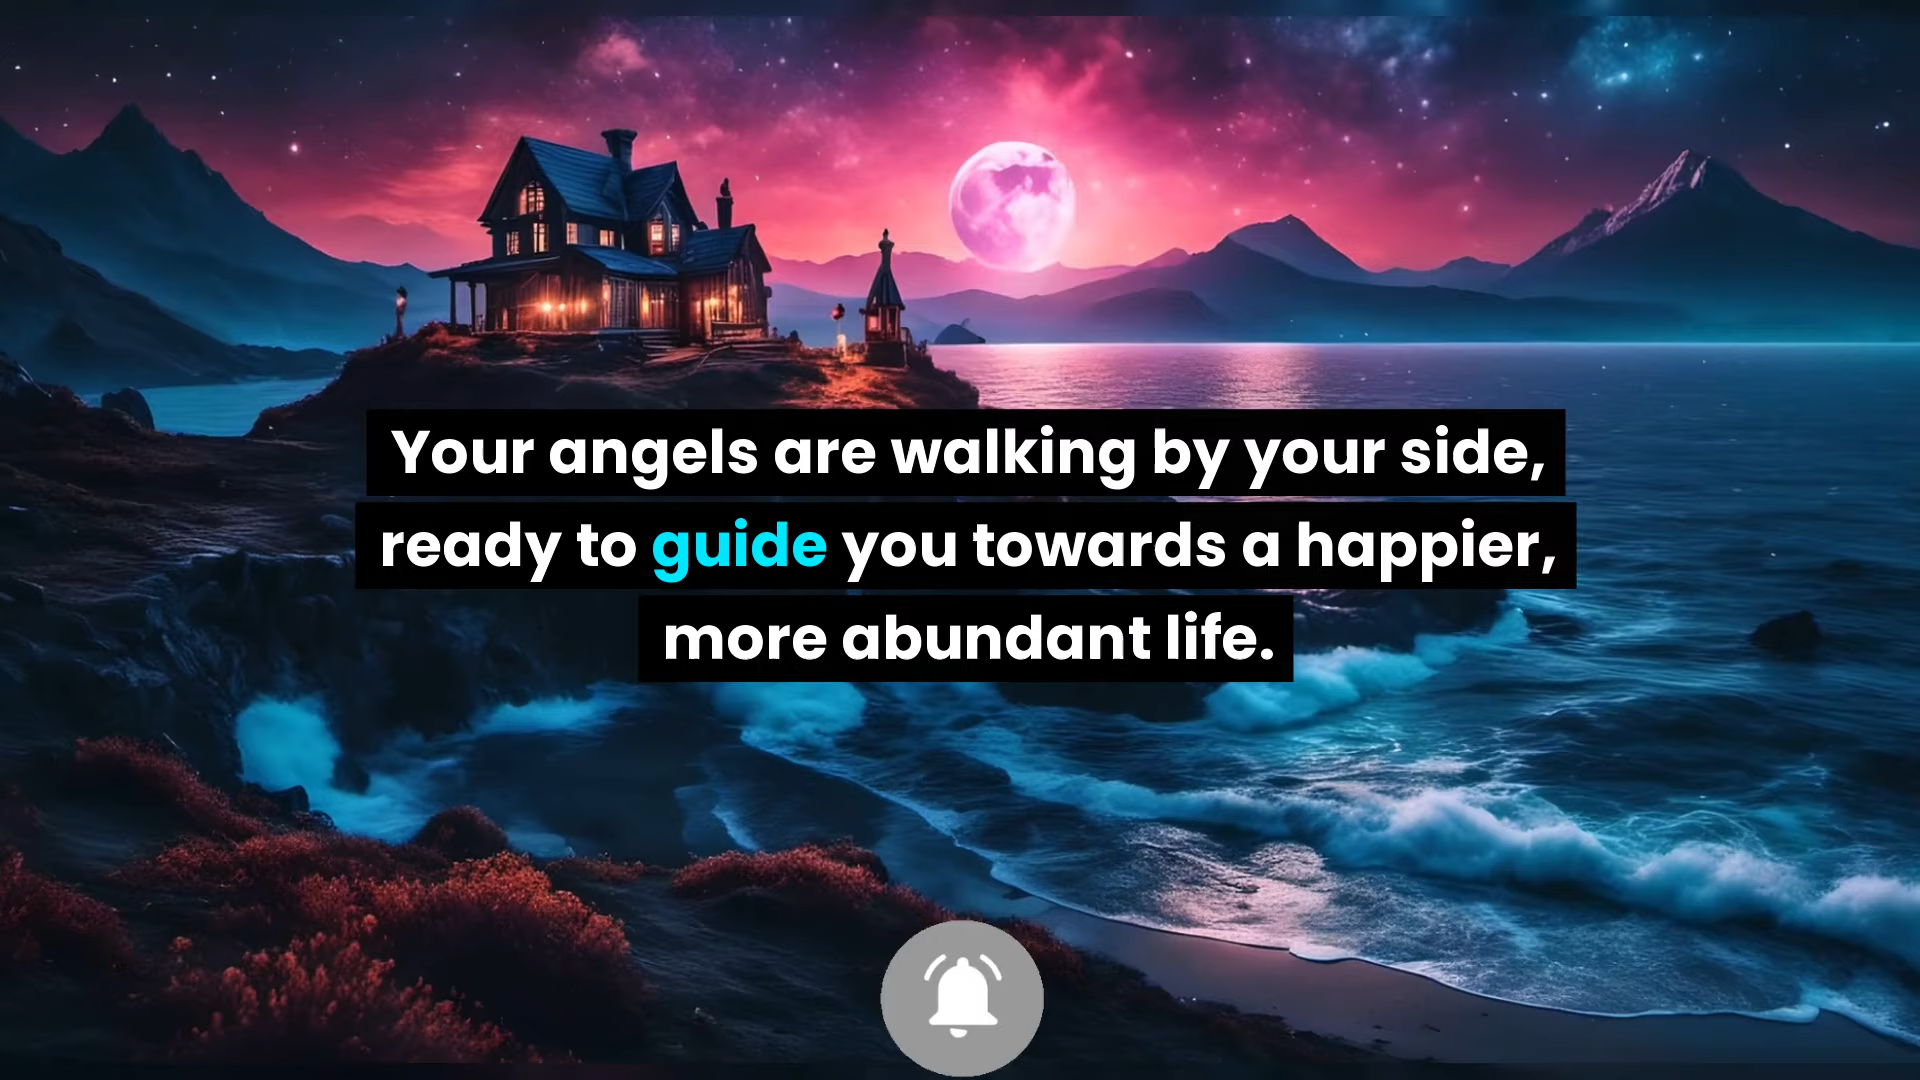 Your angels are walking by your side,
ready to guide you towards a happier,
more abundant life.